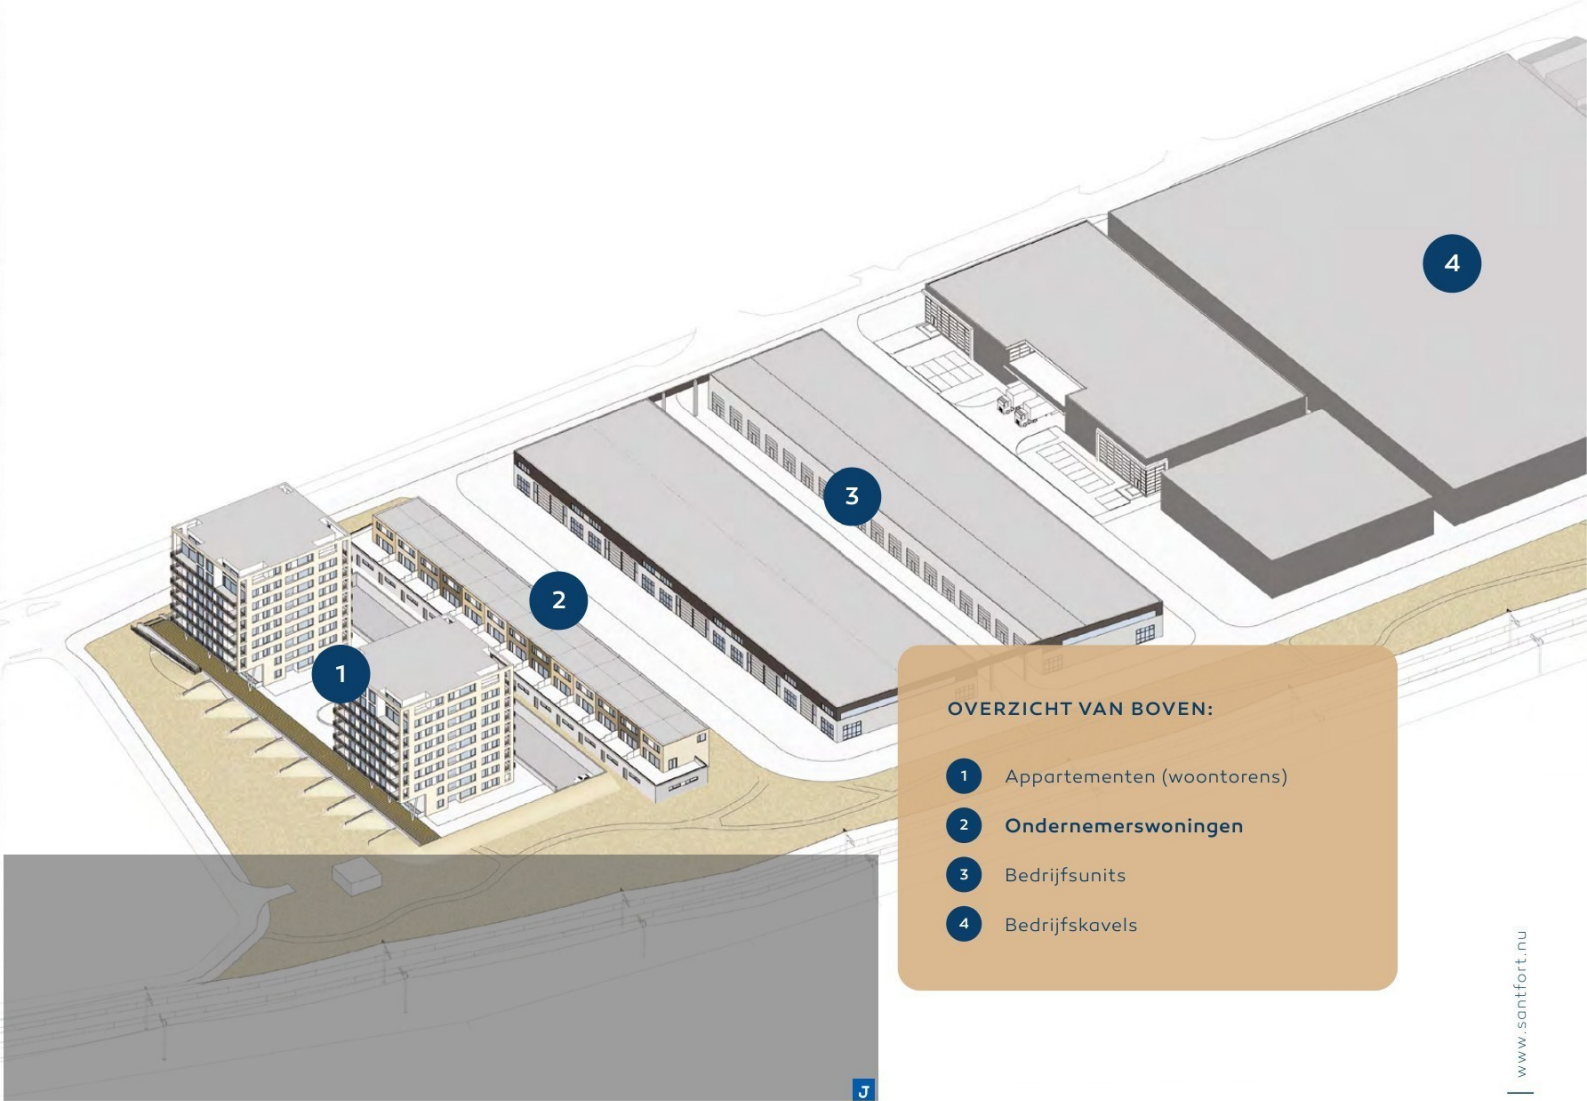 4
3
2
1
OVERZICHT VAN BOVEN:
1 Appartementen (woontorens)
2 Ondernemerswoningen
3 Bedrijfsunits
4 Bedrijfskavels
www.santfort.nu
J